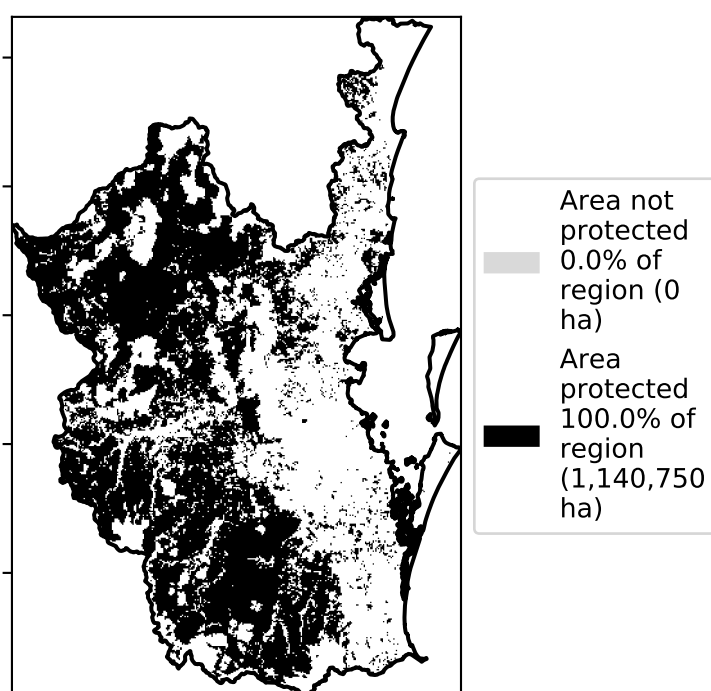 Area not
protected
0.0% of
region (0
ha)
Area
protected
100.0% of
region
(1,140,750
ha)